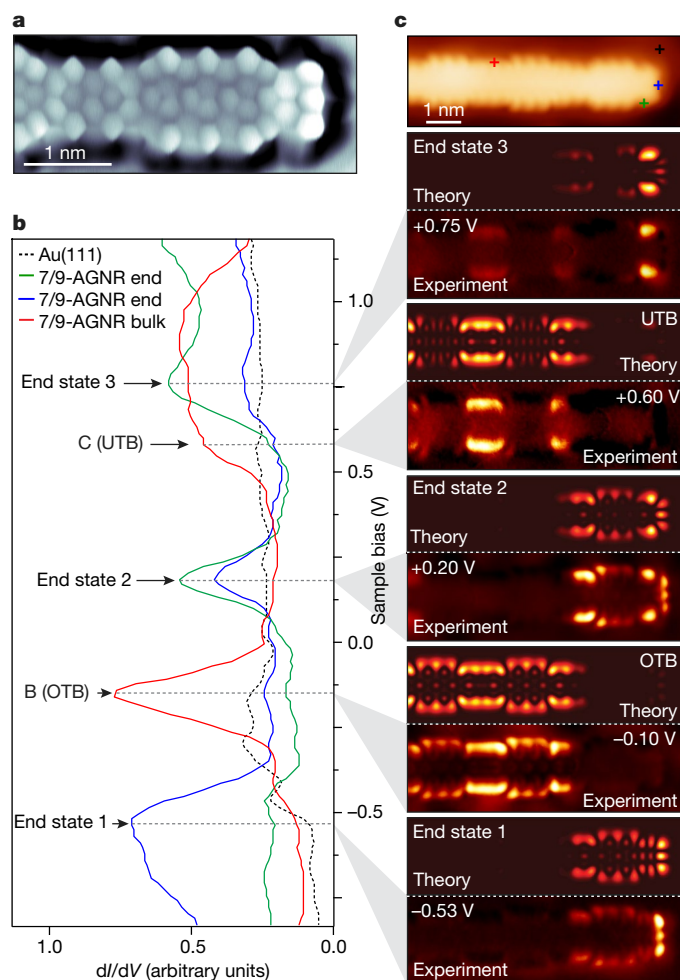 a
1 nm
b
Au(111)
7/9-AGNR end
7/9-AGNR end
7/9-AGNR bulk
End state 3
C (UTB)
End state 2
B (OTB)
End state 1
1.0
0.5
0.0
−0.5
Sample bias (V)
1.0
0.5
0.0
dI/dV (arbitrary units)
c
1 nm
End state 3
Theory
+0.75 V
Experiment
UTB
Theory
+0.60 V
Experiment
End state 2
Theory
+0.20 V
Experiment
OTB
Theory
−0.10 V
Experiment
End state 1
Theory
−0.53 V
Experiment